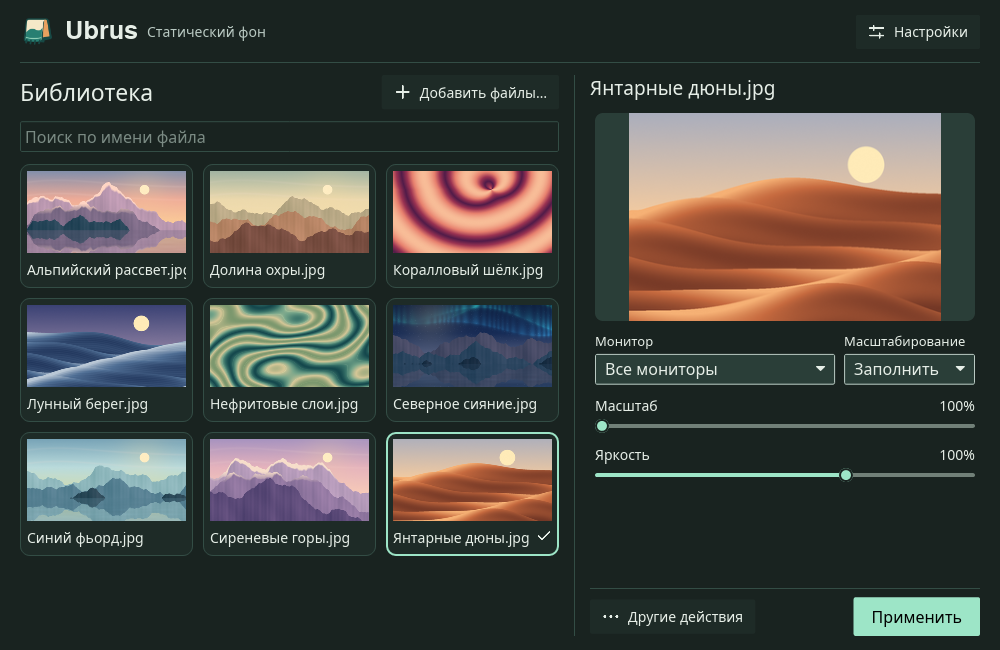 Ubrus Статический фон
Настройки
Библиотека
Добавить файлы...
Поиск по имени файла
Альпийский рассвет.jpg
Долина охры.jpg
Коралловый шёлк.jpg
Лунный берег.jpg
Нефритовые слои.jpg
Северное сияние.jpg
Синий фьорд.jpg
Сиреневые горы.jpg
Янтарные дюны.jpg
Янтарные дюны.jpg
Монитор
Масштабирование
Все мониторы
Заполнить
Масштаб
100%
Яркость
100%
Другие действия
Применить